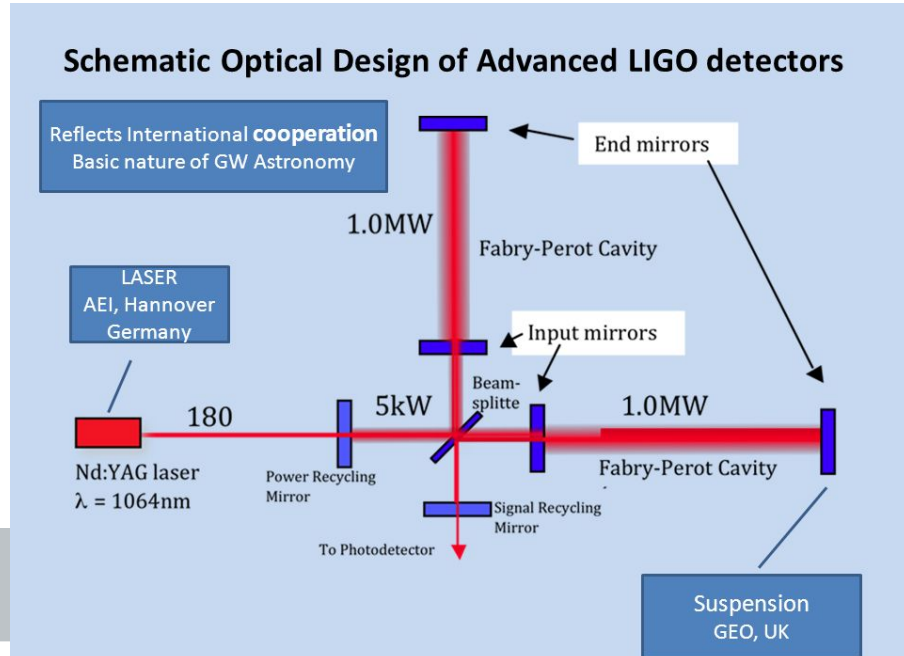 Schematic Optical Design of Advanced LIGO detectors
Reflects International cooperation
Basic nature of GW Astronomy
End mirrors
1.0MW
Fabry-Perot Cavity
LASER
AEI, Hannover
Germany
Input mirrors
Beam-
splitte
180
5kW
1.0MW
Nd:YAG laser
λ = 1064nm
Power Recycling
Mirror
Fabry-Perot Cavity
Signal Recycling
Mirror
To Photodetector
Suspension
GEO, UK